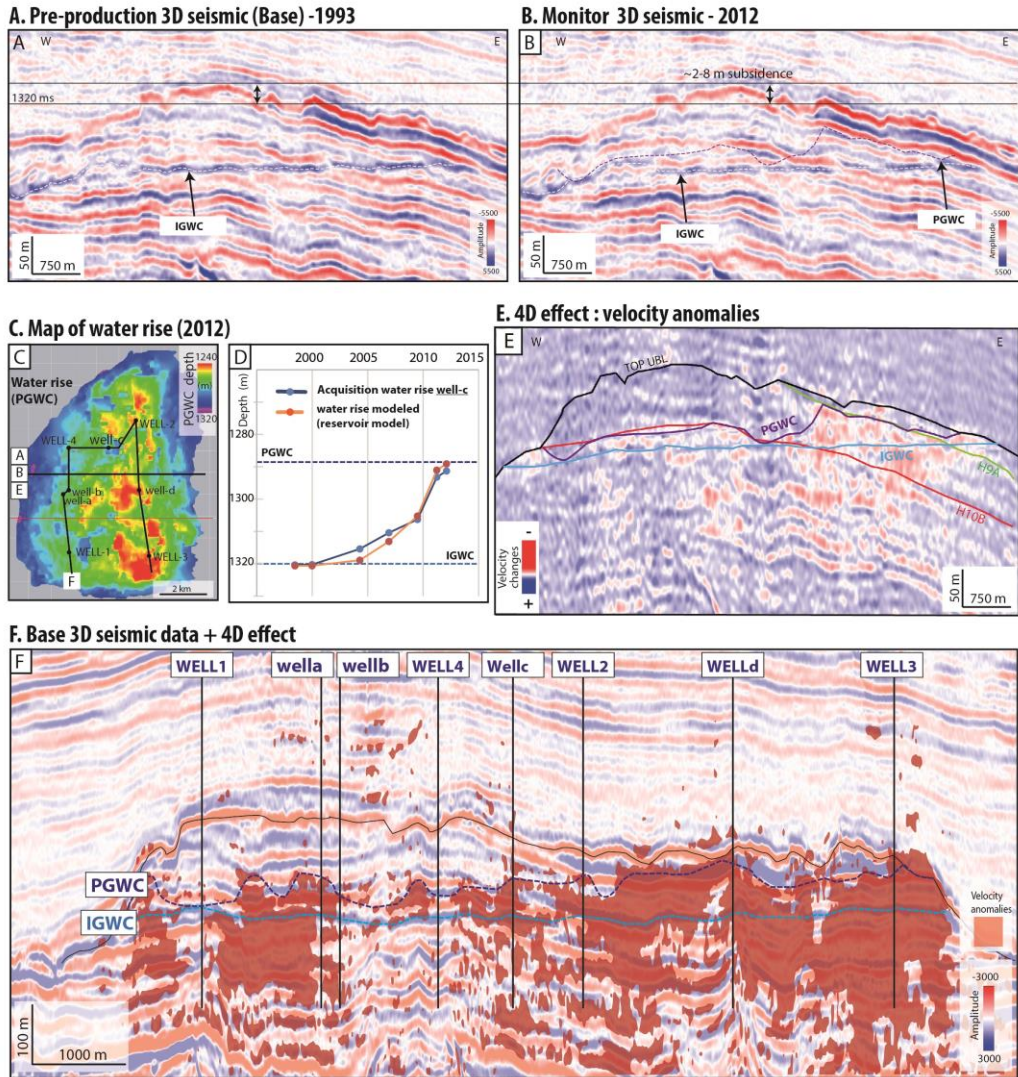 A. Pre-production 3D seismic (Base) -1993
A
W
E
1320 ms
IGWC
50 m
750 m
-5500
Amplitude
5500
B. Monitor 3D seismic - 2012
B
W
E
~2-8 m subsidence
IGWC
PGWC
50 m
750 m
-5500
Amplitude
5500
C. Map of water rise (2012)
C
Water rise
(PGWC)
1240
PGWC depth
(m)
1320
WELL-2
WELL-4
well-c
A
B
E
well-b
well-a
well-d
WELL-1
WELL-3
F
2 km
D
2000
2005
2010
2015
Depth (m)
Acquisition water rise well-c
water rise modeled
(reservoir model)
1280
PGWC
1300
IGWC
1320
E. 4D effect : velocity anomalies
E
W
E
TOP UBL
PGWC
IGWC
H9A
H10B
-
Velocity
changes
+
50 m
750 m
F. Base 3D seismic data + 4D effect
F
WELL1
wella
wellb
WELL4
Wellc
WELL2
WELLd
WELL3
PGWC
IGWC
Velocity
anomalies
-3000
Amplitude
3000
100 m
1000 m